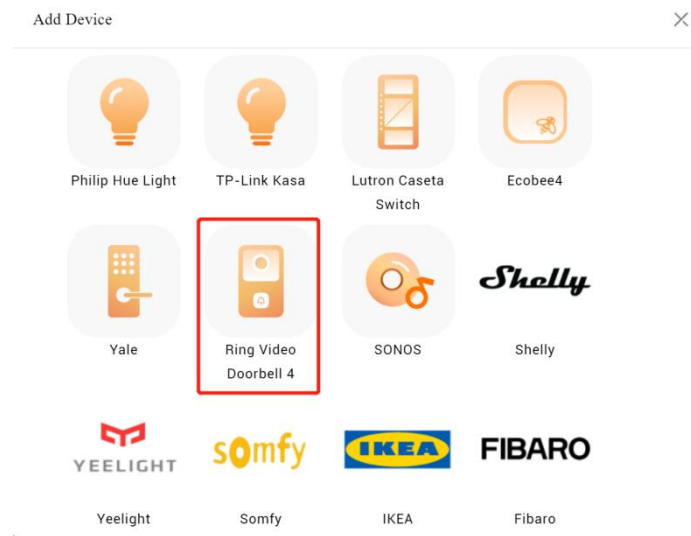 Add Device
Philip Hue Light
TP-Link Kasa
Lutron Caseta
Switch
Ecobee4
Yale
Ring Video
Doorbell 4
SONOS
Shelly
Shelly
YEELIGHT
somfy
IKEA
FIBARO
Yeelight
Somfy
IKEA
Fibaro